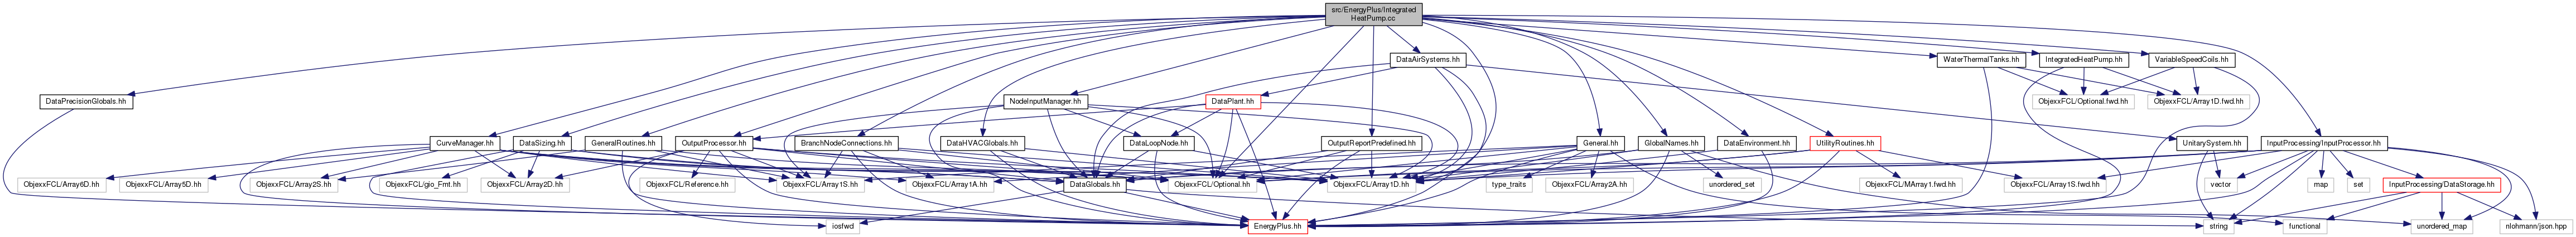 src/EnergyPlus/Integrated
HeatPump.cc
DataAirSystems.hh
WaterThermalTanks.hh
IntegratedHeatPump.hh
VariableSpeedCoils.hh
DataPrecisionGlobals.hh
NodeInputManager.hh
DataPlant.hh
ObjexxFCL/Optional.fwd.hh
ObjexxFCL/Array1D.fwd.hh
CurveManager.hh
DataSizing.hh
GeneralRoutines.hh
OutputProcessor.hh
BranchNodeConnections.hh
DataHVACGlobals.hh
DataLoopNode.hh
OutputReportPredefined.hh
General.hh
GlobalNames.hh
DataEnvironment.hh
UtilityRoutines.hh
UnitarySystem.hh
InputProcessing/InputProcessor.hh
ObjexxFCL/Array6D.hh
ObjexxFCL/Array5D.hh
ObjexxFCL/Array2S.hh
ObjexxFCL/gio_Fmt.hh
ObjexxFCL/Array2D.hh
ObjexxFCL/Reference.hh
ObjexxFCL/Array1S.hh
ObjexxFCL/Array1A.hh
DataGlobals.hh
ObjexxFCL/Optional.hh
ObjexxFCL/Array1D.hh
type_traits
ObjexxFCL/Array2A.hh
unordered_set
ObjexxFCL/MArray1.fwd.hh
ObjexxFCL/Array1S.fwd.hh
vector
map
set
InputProcessing/DataStorage.hh
iosfwd
EnergyPlus.hh
string
functional
unordered_map
nlohmann/json.hpp